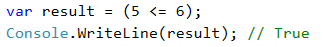 var result = (5 <= 6);
Console.WriteLine(result); // True